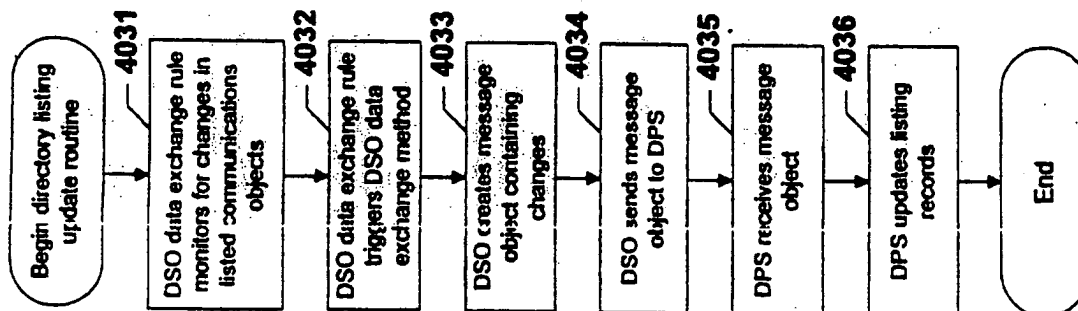 Begin directory listing
update routine
4031
DSO data exchange rule
monitors for changes in
listed communications
objects
4032
DSO data exchange rule
triggers DSO data
exchange method
4033
DSO creates message
object containing
changes
4034
DSO sends message
object to DPS
4035
DPS receives message
object
4036
DPS updates listing
records
End